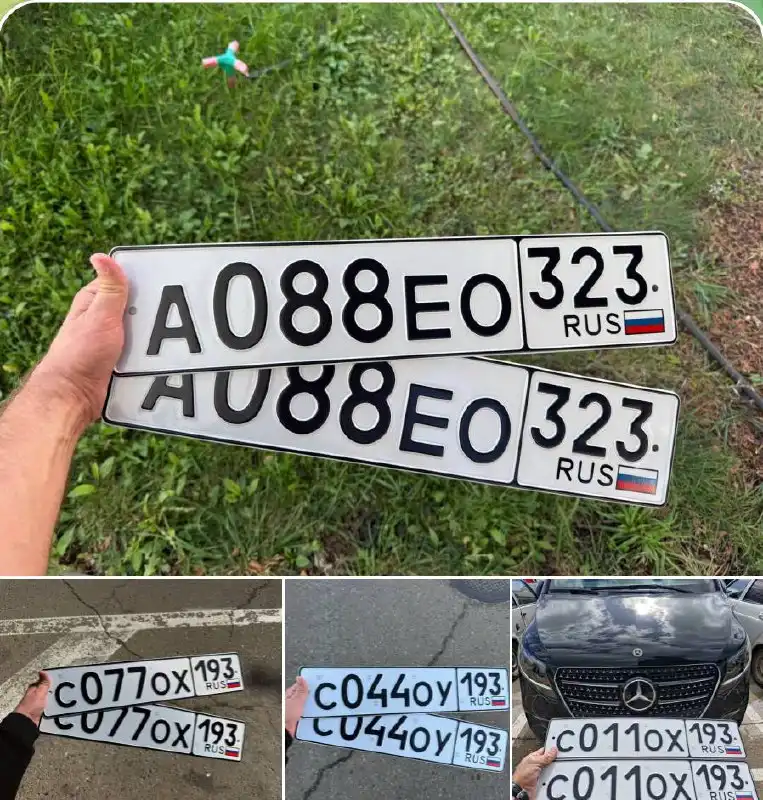 А088ЕО 323
RUS
А088ЕО 323
RUS
С077ОХ 193
RUS
С077ОХ 193
RUS
С044ОУ 193
RUS
С044ОУ 193
RUS
С011ОХ 193
RUS
С011ОХ 193
RUS